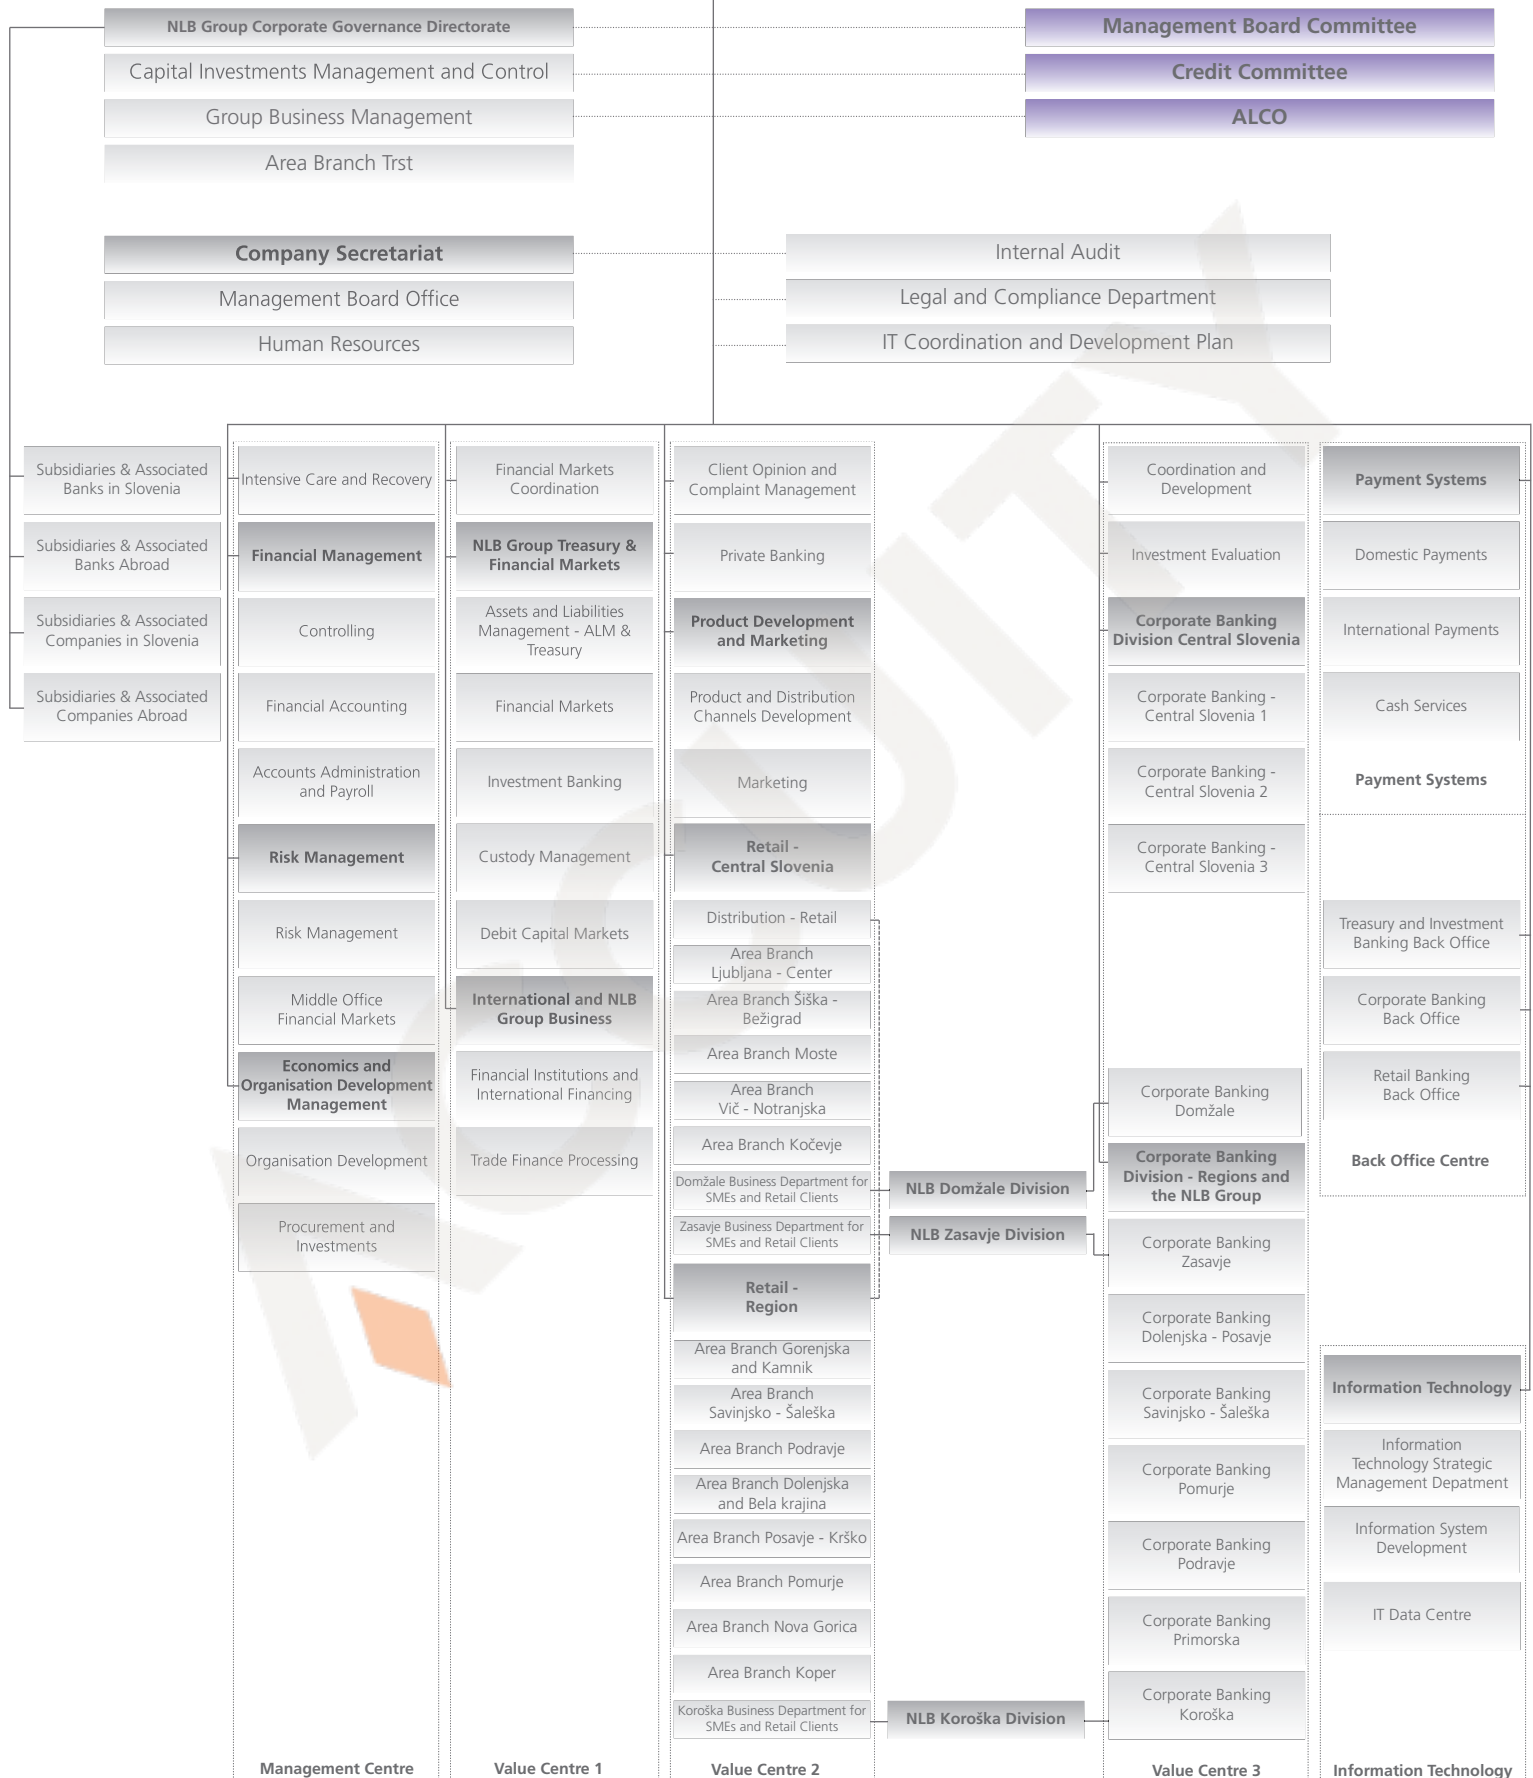 NLB Group Corporate Governance Directorate
Capital Investments Management and Control
Group Business Management
Area Branch Trst
Management Board Committee
Credit Committee
ALCO
Company Secretariat
Management Board Office
Human Resources
Internal Audit
Legal and Compliance Department
IT Coordination and Development Plan
Subsidiaries & Associated
Banks in Slovenia
Subsidiaries & Associated
Banks Abroad
Subsidiaries & Associated
Companies in Slovenia
Subsidiaries & Associated
Companies Abroad
Intensive Care and Recovery
Financial Management
Controlling
Financial Accounting
Accounts Administration
and Payroll
Risk Management
Risk Management
Middle Office
Financial Markets
Economics and
Organisation Development
Management
Organisation Development
Procurement and
Investments
Management Centre
Financial Markets
Coordination
NLB Group Treasury &
Financial Markets
Assets and Liabilities
Management - ALM &
Treasury
Financial Markets
Investment Banking
Custody Management
Debit Capital Markets
International and NLB
Group Business
Financial Institutions and
International Financing
Trade Finance Processing
Value Centre 1
Client Opinion and
Complaint Management
Private Banking
Product Development
and Marketing
Product and Distribution
Channels Development
Marketing
Retail -
Central Slovenia
Distribution - Retail
Area Branch
Ljubljana - Center
Area Branch Šiška -
Bežigrad
Area Branch Moste
Area Branch
Vič - Notranjska
Area Branch Kočevje
Domžale Business Department for
SMEs and Retail Clients
Zasavje Business Department for
SMEs and Retail Clients
Retail -
Region
Area Branch Gorenjska
and Kamnik
Area Branch
Savinjsko - Šaleška
Area Branch Podravje
Area Branch Dolenjska
and Bela krajina
Area Branch Posavje - Krško
Area Branch Pomurje
Area Branch Nova Gorica
Area Branch Koper
Koroška Business Department for
SMEs and Retail Clients
Value Centre 2
NLB Domžale Division
NLB Zasavje Division
NLB Koroška Division
Coordination and
Development
Investment Evaluation
Corporate Banking
Division Central Slovenia
Corporate Banking -
Central Slovenia 1
Corporate Banking -
Central Slovenia 2
Corporate Banking -
Central Slovenia 3
Corporate Banking
Domžale
Corporate Banking
Division - Regions and
the NLB Group
Corporate Banking
Zasavje
Corporate Banking
Dolenjska - Posavje
Corporate Banking
Savinjsko - Šaleška
Corporate Banking
Pomurje
Corporate Banking
Podravje
Corporate Banking
Primorska
Corporate Banking
Koroška
Value Centre 3
Payment Systems
Domestic Payments
International Payments
Cash Services
Payment Systems
Treasury and Investment
Banking Back Office
Corporate Banking
Back Office
Retail Banking
Back Office
Back Office Centre
Information Technology
Information
Technology Strategic
Management Depatment
Information System
Development
IT Data Centre
Information Technology
ACCUITY